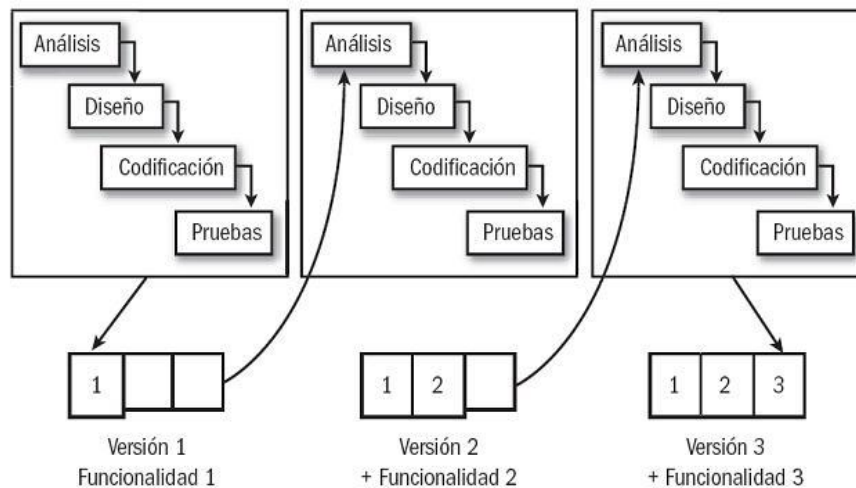 Análisis
Diseño
Codificación
Pruebas
Análisis
Diseño
Codificación
Pruebas
Análisis
Diseño
Codificación
Pruebas
1
1 2
1 2 3
Versión 1
Funcionalidad 1
Versión 2
+ Funcionalidad 2
Versión 3
+ Funcionalidad 3